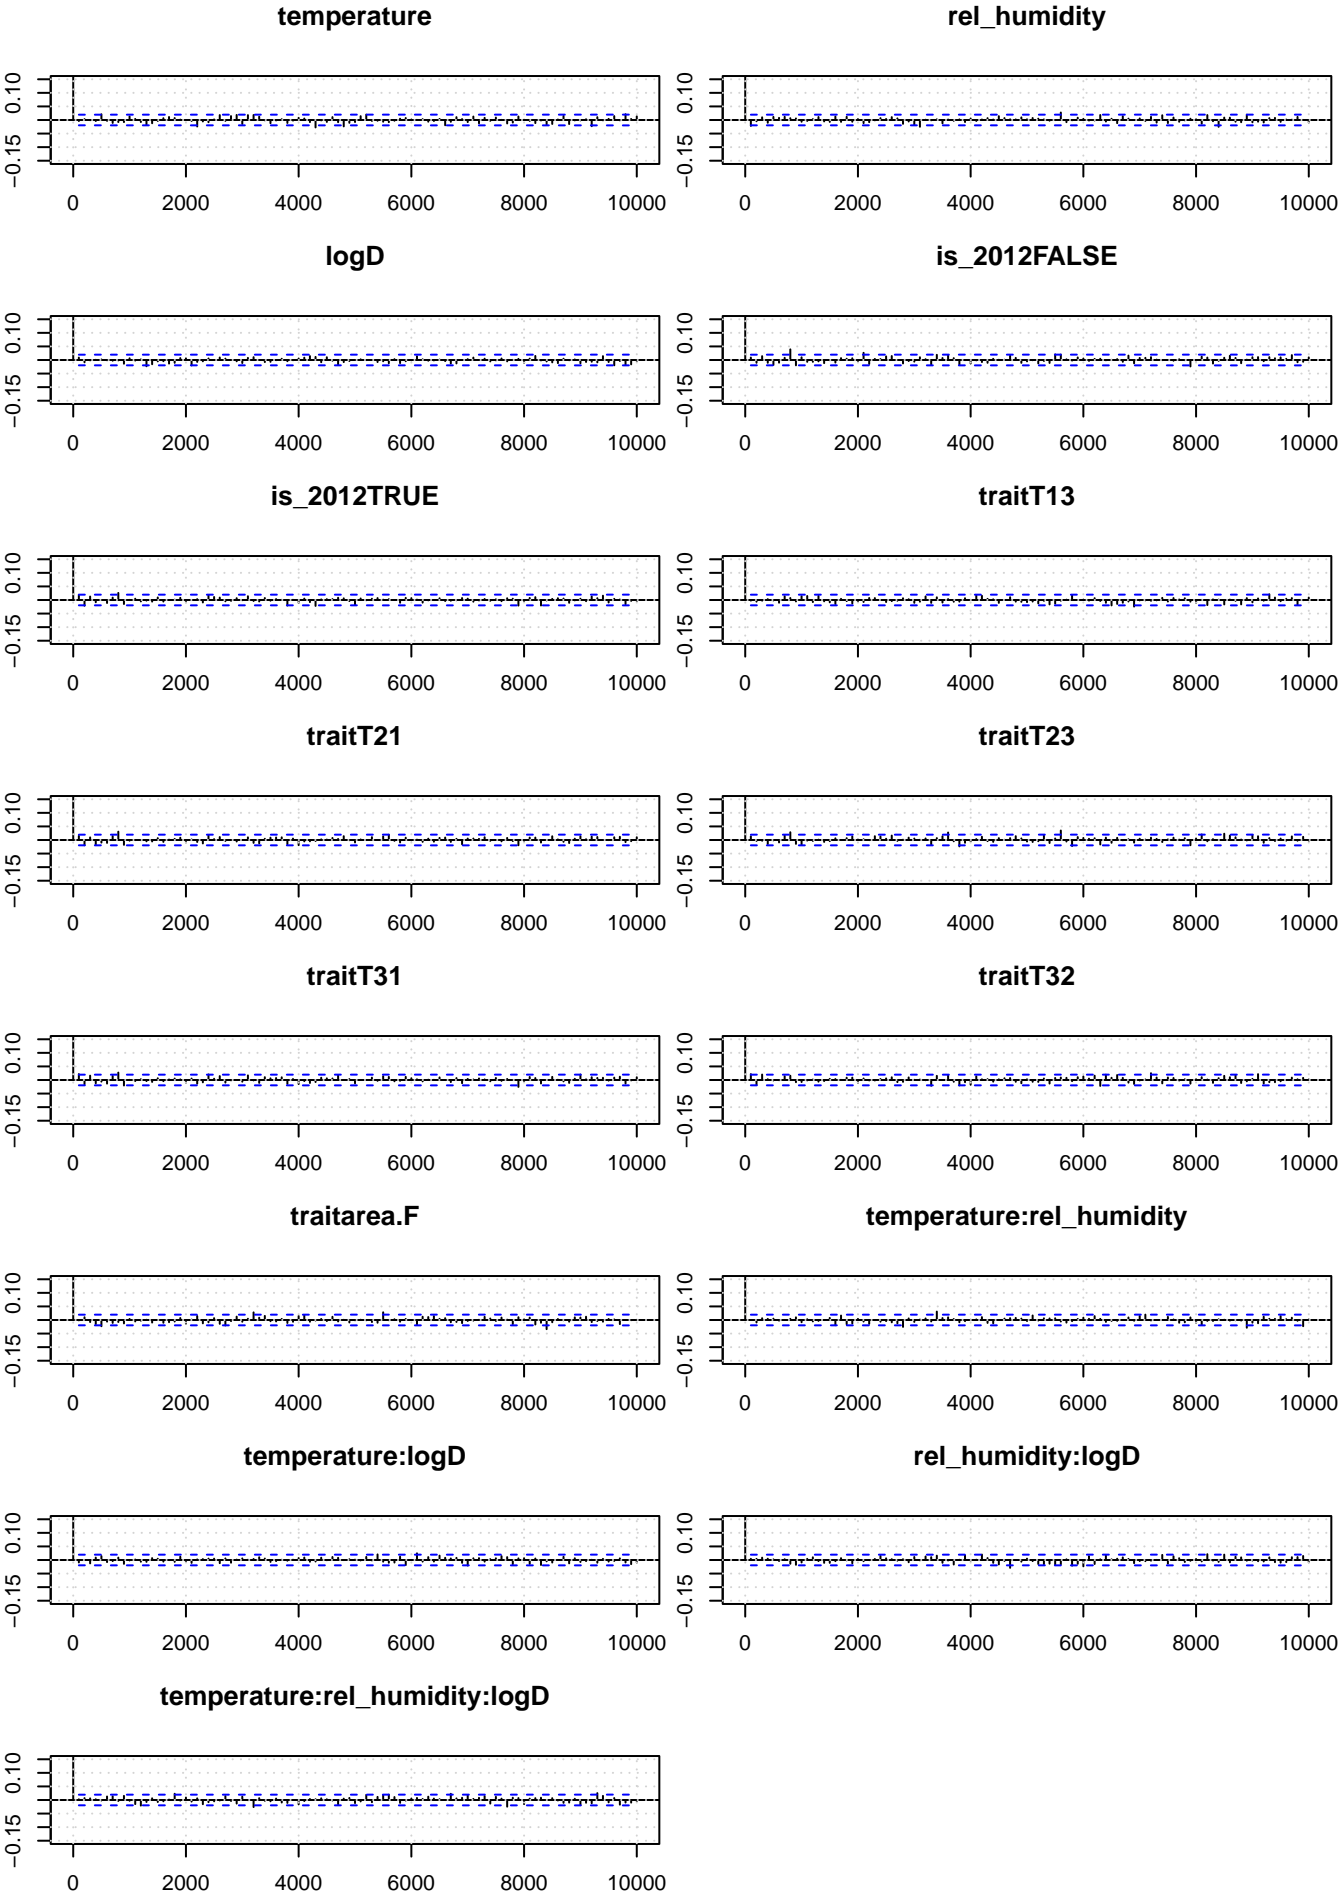 temperature
rel_humidity
0.10
−0.15
0 2000 4000 6000 8000 10000
0.10
−0.15
0 2000 4000 6000 8000 10000
logD
is_2012FALSE
0.10
−0.15
0 2000 4000 6000 8000 10000
0.10
−0.15
0 2000 4000 6000 8000 10000
is_2012TRUE
traitT13
0.10
−0.15
0 2000 4000 6000 8000 10000
0.10
−0.15
0 2000 4000 6000 8000 10000
traitT21
traitT23
0.10
−0.15
0 2000 4000 6000 8000 10000
0.10
−0.15
0 2000 4000 6000 8000 10000
traitT31
traitT32
0.10
−0.15
0 2000 4000 6000 8000 10000
0.10
−0.15
0 2000 4000 6000 8000 10000
traitarea.F
temperature:rel_humidity
0.10
−0.15
0 2000 4000 6000 8000 10000
0.10
−0.15
0 2000 4000 6000 8000 10000
temperature:logD
rel_humidity:logD
0.10
−0.15
0 2000 4000 6000 8000 10000
0.10
−0.15
0 2000 4000 6000 8000 10000
temperature:rel_humidity:logD
0.10
−0.15
0 2000 4000 6000 8000 10000